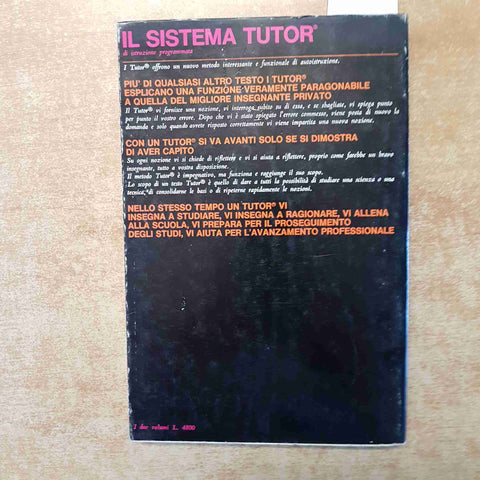 IL SISTEMA TUTOR®
di istruzione programmata
I Tutor® offrono un nuovo metodo interessante e funzionale di autoistruzione.
PIU' DI QUALSIASI ALTRO TESTO I TUTOR®
ESPLICANO UNA FUNZIONE VERAMENTE PARAGONABILE
A QUELLA DEL MIGLIORE INSEGNANTE PRIVATO
Il Tutor® vi fornisce una nozione, vi interroga subito su di essa, e se sbagliate, vi spiega punto
per punto il vostro errore. Dopo che vi è stato spiegato l'errore commesso, viene posta di nuovo la
domanda e solo quando avrete risposto correttamente vi viene impartita una nuova nozione.
CON UN TUTOR® SI VA AVANTI SOLO SE SI DIMOSTRA
DI AVER CAPITO
Su ogni nozione vi si chiede di riflettere e vi si aiuta a riflettere, proprio come farebbe un bravo
insegnante, tutto a vostra disposizione.
Il metodo Tutor® è impegnativo, ma funziona e raggiunge il suo scopo.
Lo scopo di un testo Tutor® è quello di dare a tutti la possibilità di studiare una scienza o una
tecnica, di consolidarne le basi o di ripeterne rapidamente le nozioni.
NELLO STESSO TEMPO UN TUTOR® VI
INSEGNA A STUDIARE, VI INSEGNA A RAGIONARE, VI ALLENA
ALLA SCUOLA, VI PREPARA PER IL PROSEGUIMENTO
DEGLI STUDI, VI AIUTA PER L'AVANZAMENTO PROFESSIONALE
I due volumi L. 4800